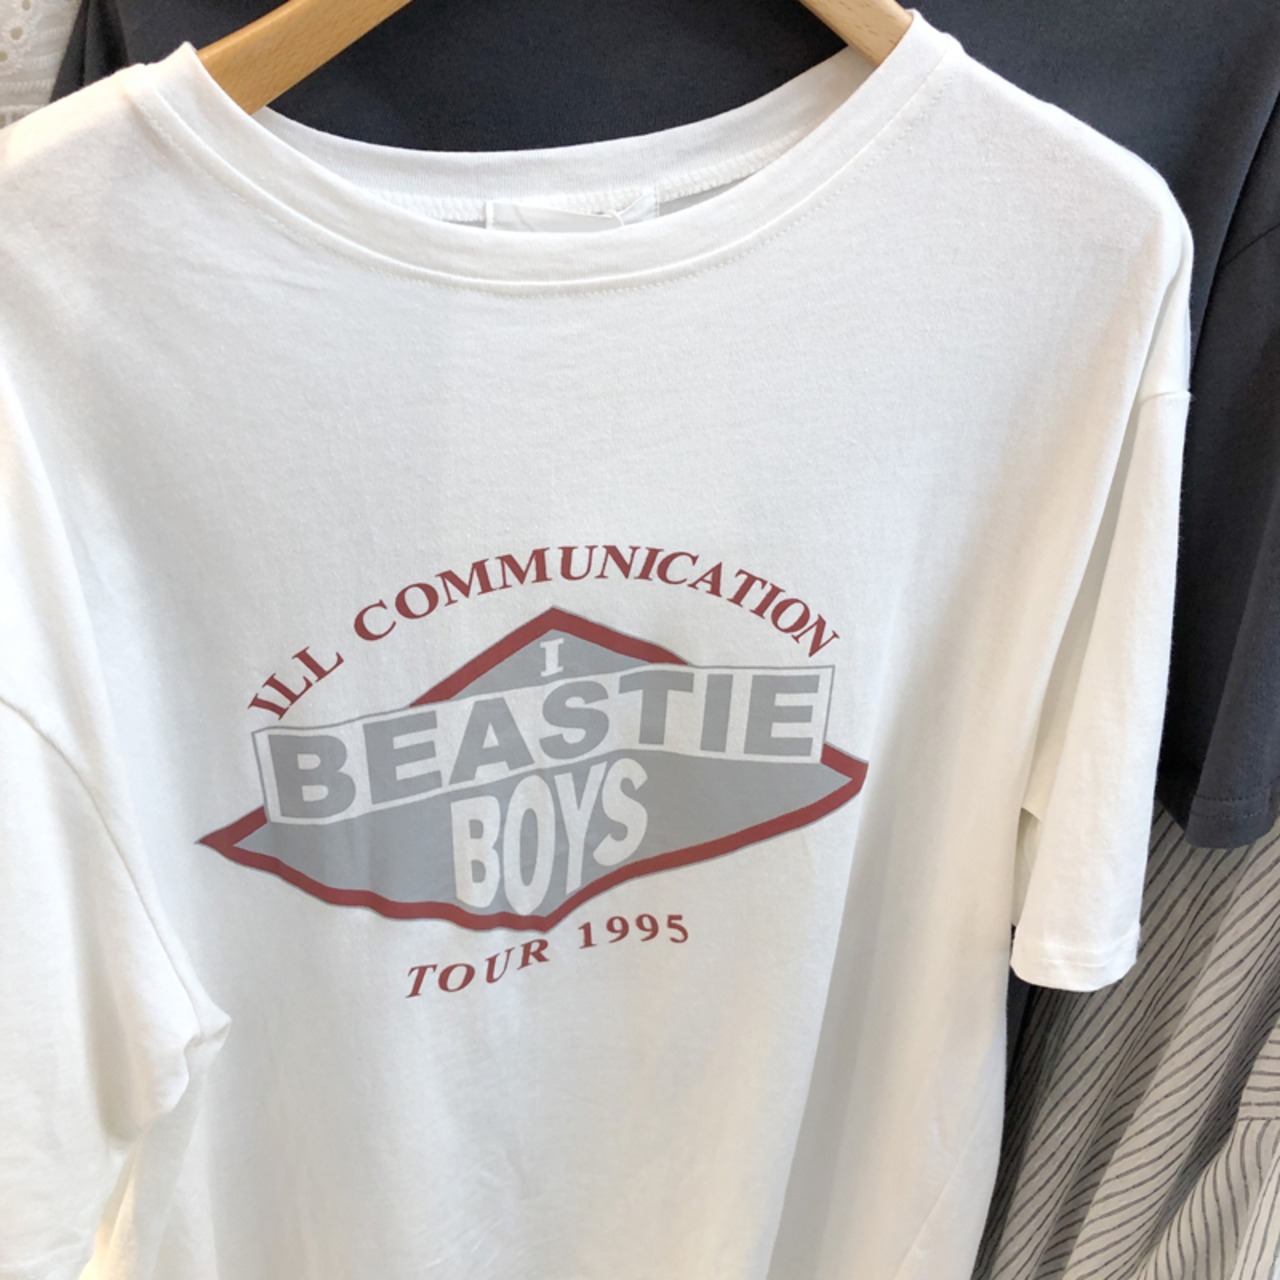 ILL COMMUNICATION
I
BEASTIE
BOYS
TOUR 1995